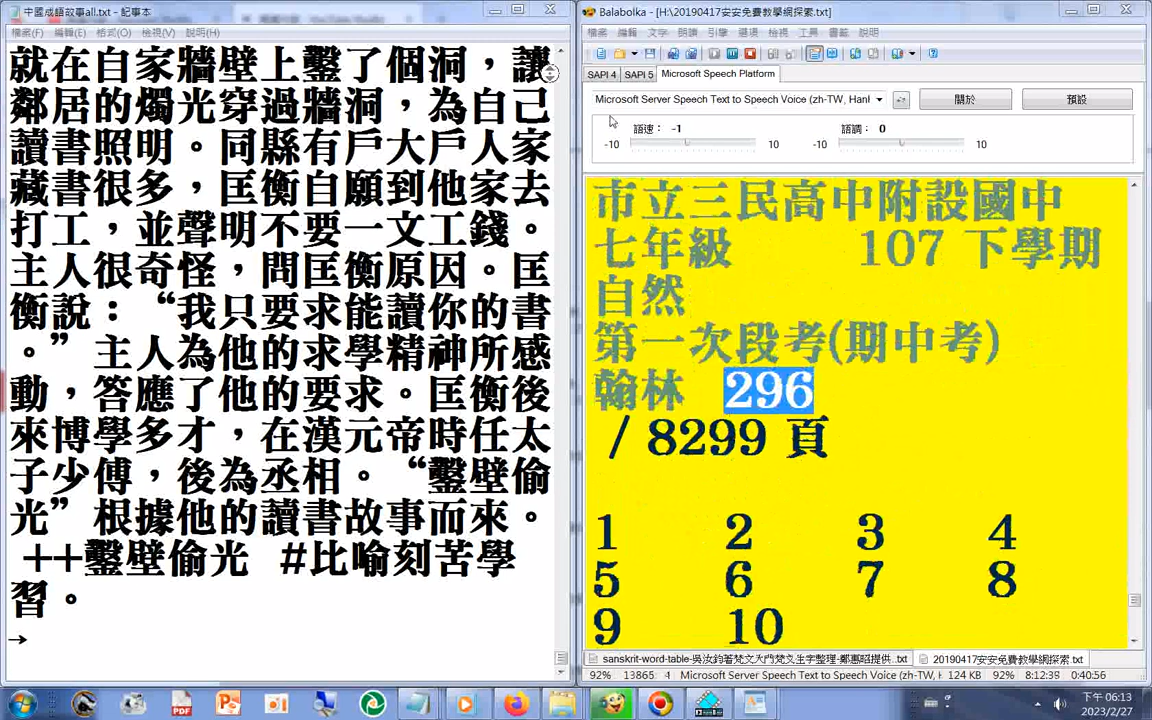 中國成語故事all.txt - 記事本
檔案(F) 編輯(E) 格式(O) 檢視(V) 說明(H)
就在自家牆壁上鑿了個洞，讓
鄰居的燭光穿過牆洞，為自己
讀書照明。同縣有戶大戶人家
藏書很多，匡衡自願到他家去
打工，並聲明不要一文工錢。
主人很奇怪，問匡衡原因。匡
衡說：“我只要求能讀你的書
。”主人為他的求學精神所感
動，答應了他的要求。匡衡後
來博學多才，在漢元帝時任太
子少傅，後為丞相。“鑿壁偷
光”根據他的讀書故事而來。
++鑿壁偷光 #比喻刻苦學
習。
→
Balabolka - [H:\20190417安安免費教學網探索.txt]
檔案 編輯 文字 朗讀 引擎 選項 檢視 工具 書籤 說明
SAPI 4 SAPI 5 Microsoft Speech Platform
Microsoft Server Speech Text to Speech Voice (zh-TW, Hanl 關於 預設
語速： -1 語調： 0
-10 10 -10 10
市立三民高中附設國中
七年級 107 下學期
自然
第一次段考(期中考)
翰林 296
/ 8299 頁
1 2 3 4
5 6 7 8
9 10
sanskrit-word-table-吳汝鈞著梵文入門梵文生字整理-鄭惠昭提供..txt 20190417安安免費教學網探索.txt
92% 13865 Microsoft Server Speech Text to Speech Voice (zh-TW, H 124 KB 92% 8:12:39 0:40:56
下午 06:13
2023/2/27